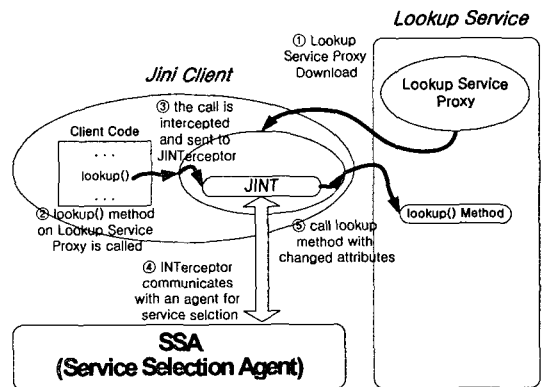 Lookup Service
① Lookup
Service Proxy
Download
Lookup Service
Proxy
Jini Client
③ the call is
intercepted
and sent to
JINTerceptor
Client Code
. . .
lookup()
. . .
JINT
② lookup() method
on Lookup Service
Proxy is called
lookup() Method
⑤ call lookup
method with
changed attributes
④ INTerceptor
communicates
with an agent for
service selction
SSA
(Service Selection Agent)